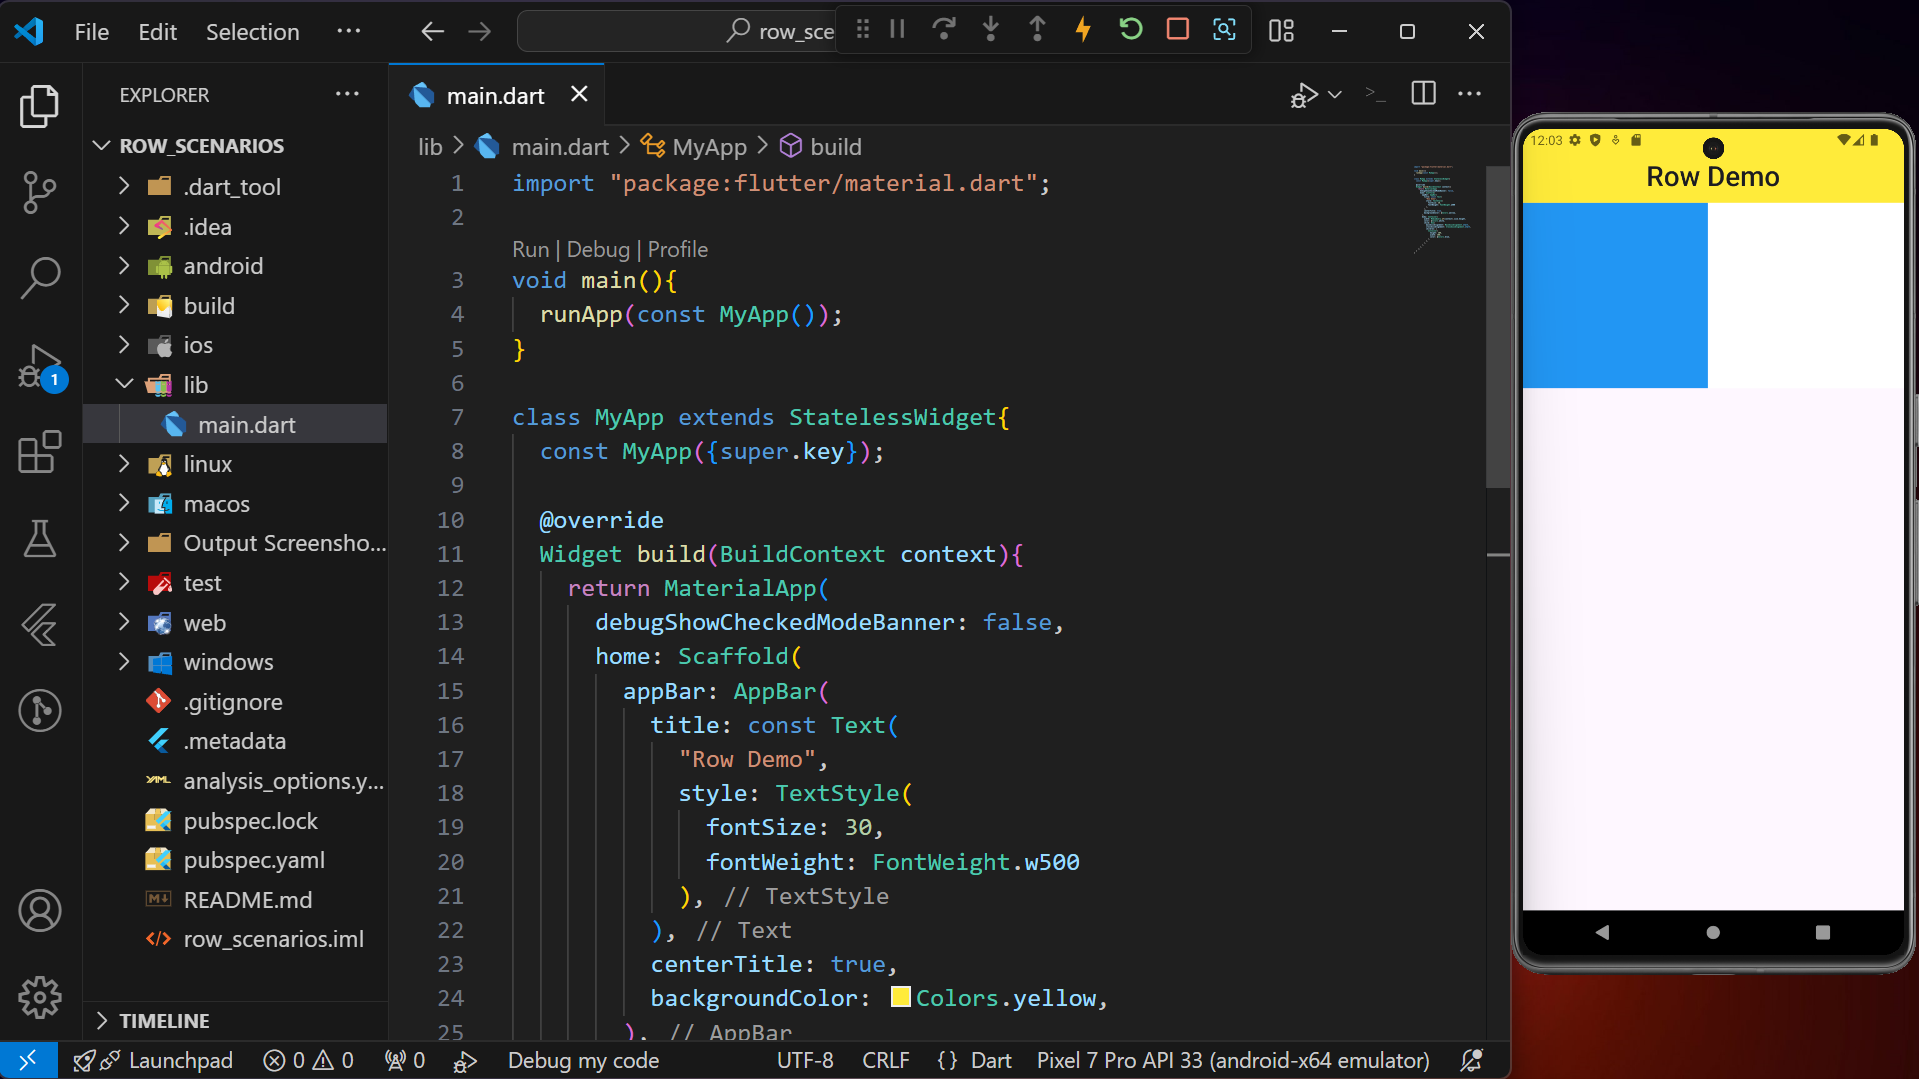 File Edit Selection ···
row_sce
EXPLORER ···
ROW_SCENARIOS
.dart_tool
.idea
android
build
ios
lib
main.dart
linux
macos
Output Screensho...
test
web
windows
.gitignore
.metadata
analysis_options.y...
pubspec.lock
pubspec.yaml
README.md
row_scenarios.iml
TIMELINE
main.dart
lib > main.dart > MyApp > build
1 import "package:flutter/material.dart";
2
Run | Debug | Profile
3 void main(){
4 runApp(const MyApp());
5 }
6
7 class MyApp extends StatelessWidget{
8 const MyApp({super.key});
9
10 @override
11 Widget build(BuildContext context){
12 return MaterialApp(
13 debugShowCheckedModeBanner: false,
14 home: Scaffold(
15 appBar: AppBar(
16 title: const Text(
17 "Row Demo",
18 style: TextStyle(
19 fontSize: 30,
20 fontWeight: FontWeight.w500
21 ), // TextStyle
22 ), // Text
23 centerTitle: true,
24 backgroundColor: Colors.yellow,
25 ), // AppBar
1
Launchpad 0 0 0 Debug my code UTF-8 CRLF {} Dart Pixel 7 Pro API 33 (android-x64 emulator)
12:03
Row Demo